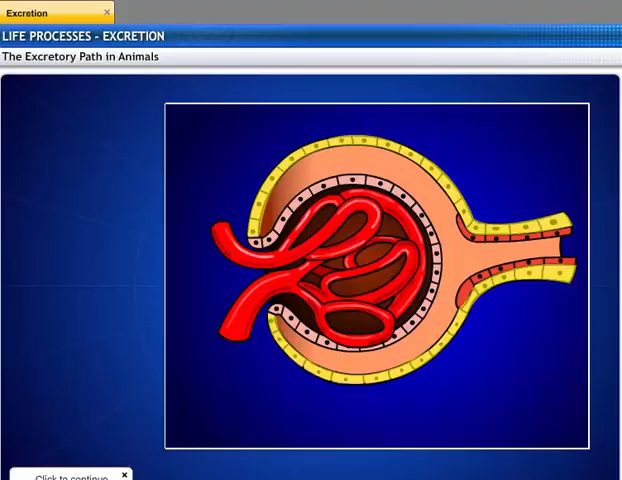 Excretion
LIFE PROCESSES - EXCRETION
The Excretory Path in Animals
Click to continue